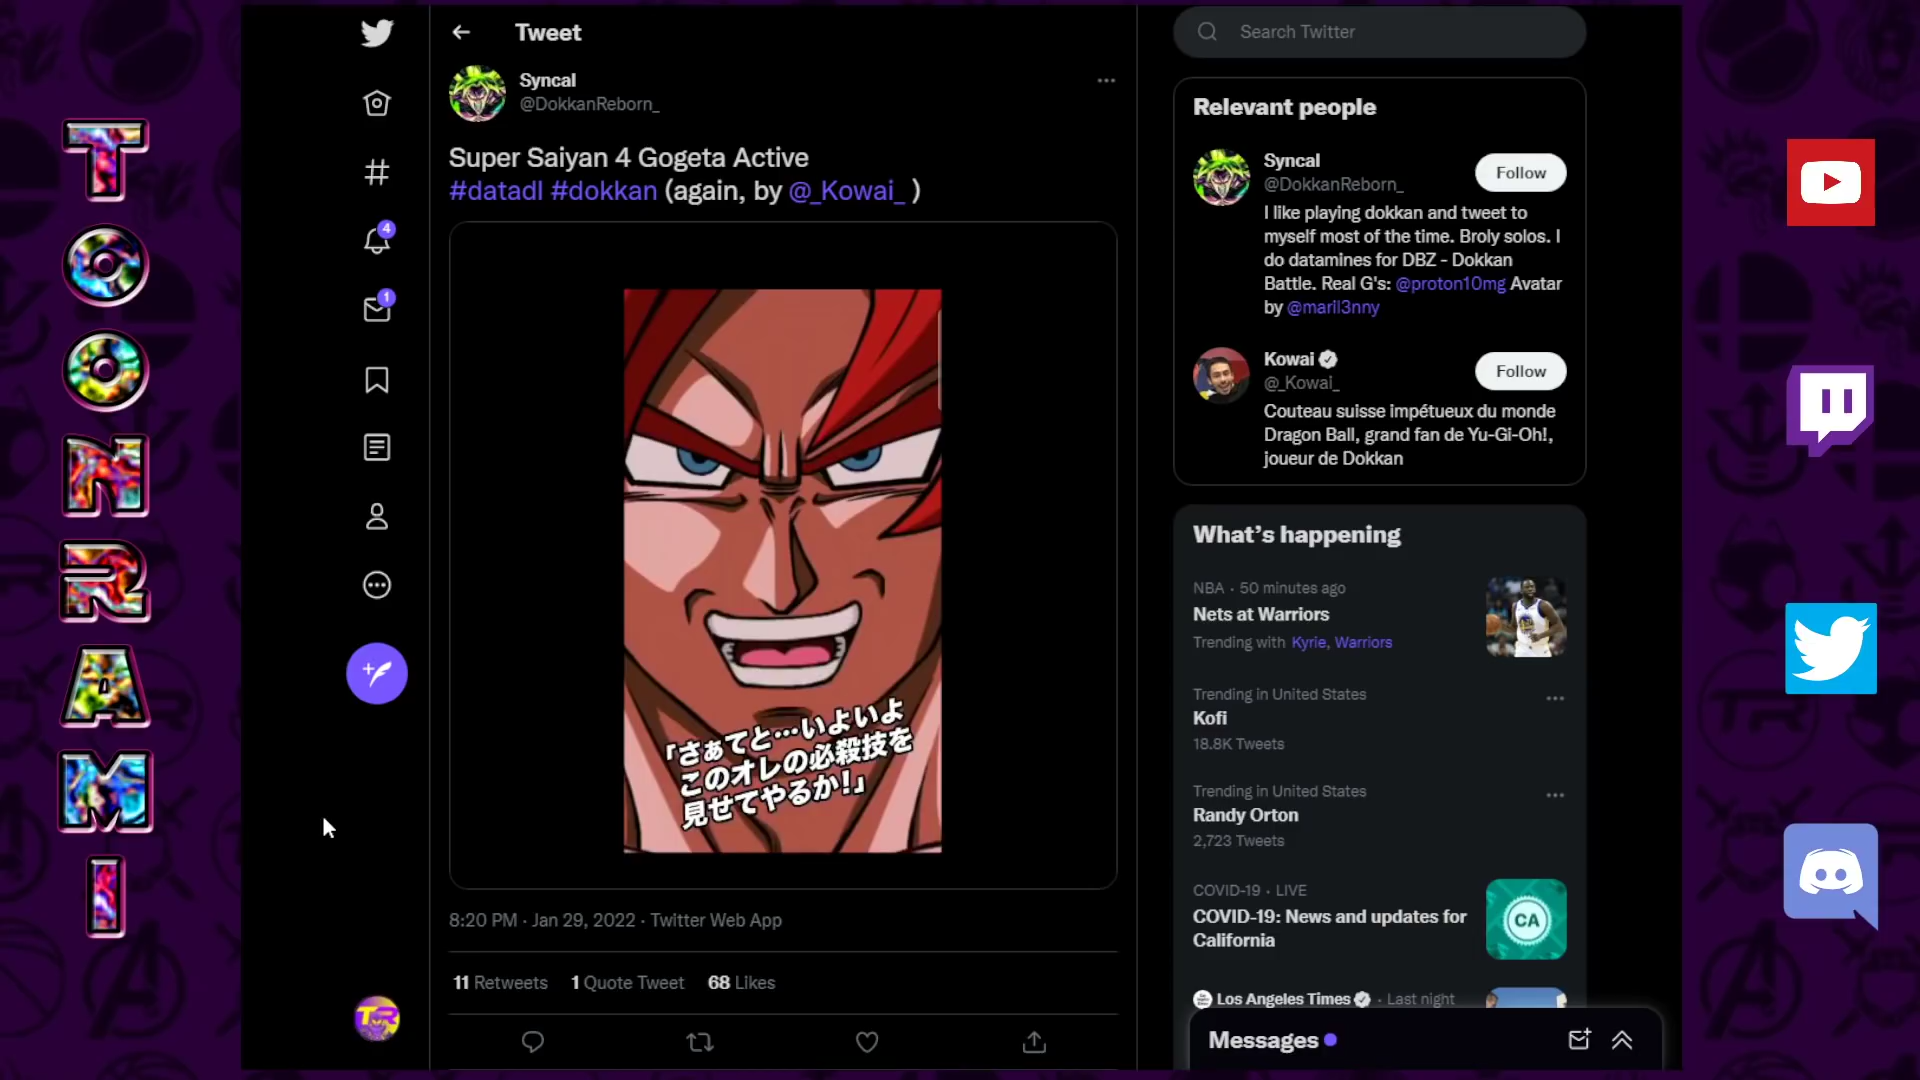 TOONRAMI
Tweet
Syncal
@DokkanReborn_
Super Saiyan 4 Gogeta Active
#datadl #dokkan (again, by @_Kowai_ )
「さぁてと…いよいよ
このオレの必殺技を
見せてやるか!」
8:20 PM · Jan 29, 2022 · Twitter Web App
11 Retweets 1 Quote Tweet 68 Likes
4
1
TR
Search Twitter
Relevant people
Syncal
@DokkanReborn_
Follow
I like playing dokkan and tweet to
myself most of the time. Broly solos. I
do datamines for DBZ - Dokkan
Battle. Real G's: @proton10mg Avatar
by @maril3nny
Kowai
@_Kowai_
Follow
Couteau suisse impétueux du monde
Dragon Ball, grand fan de Yu-Gi-Oh!,
joueur de Dokkan
What's happening
NBA · 50 minutes ago
Nets at Warriors
Trending with Kyrie, Warriors
Trending in United States
Kofi
18.8K Tweets
Trending in United States
Randy Orton
2,723 Tweets
COVID-19 · LIVE
COVID-19: News and updates for
California
CA
Los Angeles Times · Last night
Messages